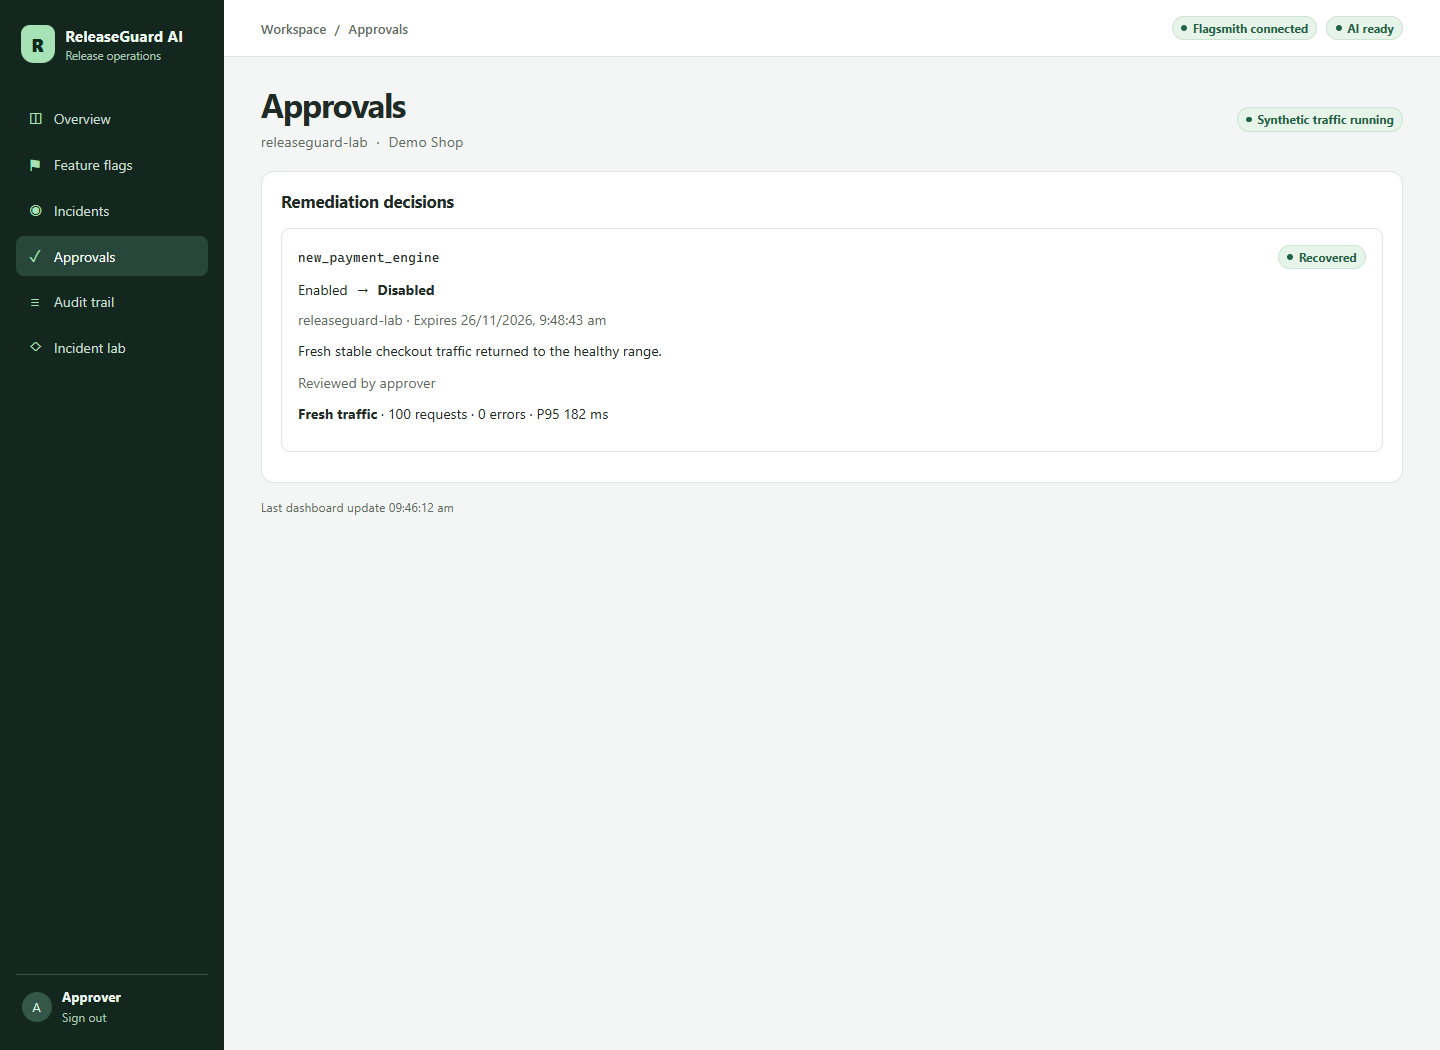 R
ReleaseGuard AI
Release operations
Overview
Feature flags
Incidents
Approvals
Audit trail
Incident lab
A
Approver
Sign out
Workspace / Approvals
Flagsmith connected
AI ready
Approvals
releaseguard-lab · Demo Shop
Synthetic traffic running
Remediation decisions
new_payment_engine
Recovered
Enabled → Disabled
releaseguard-lab · Expires 26/11/2026, 9:48:43 am
Fresh stable checkout traffic returned to the healthy range.
Reviewed by approver
Fresh traffic · 100 requests · 0 errors · P95 182 ms
Last dashboard update 09:46:12 am